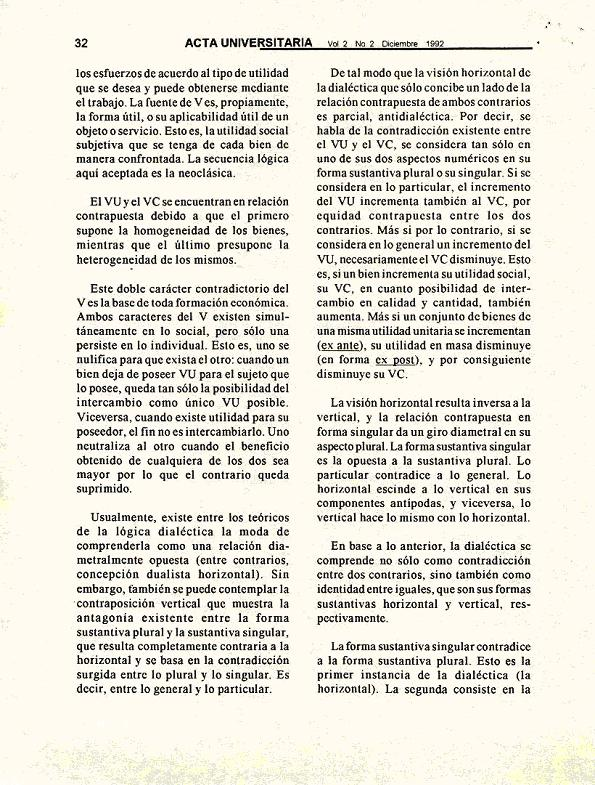 32
ACTA UNIVERSITARIA Vol 2 No 2 Diciembre 1992
los esfuerzos de acuerdo al tipo de utilidad
que se desea y puede obtenerse mediante
el trabajo. La fuente de V es, propiamente,
la forma útil, o su aplicabilidad útil de un
objeto o servicio. Esto es, la utilidad social
subjetiva que se tenga de cada bien de
manera confrontada. La secuencia lógica
aquí aceptada es la neoclásica.
El VU y el VC se encuentran en relación
contrapuesta debido a que el primero
supone la homogeneidad de los bienes,
mientras que el último presupone la
heterogeneidad de los mismos.
Este doble carácter contradictorio del
V es la base de toda formación económica.
Ambos caracteres del V existen simul-
táneamente en lo social, pero sólo una
persiste en lo individual. Esto es, uno se
nulifica para que exista el otro: cuando un
bien deja de poseer VU para el sujeto que
lo posee, queda tan sólo la posibilidad del
intercambio como único VU posible.
Viceversa, cuando existe utilidad para su
poseedor, el fin no es intercambiarlo. Uno
neutraliza al otro cuando el beneficio
obtenido de cualquiera de los dos sea
mayor por lo que el contrario queda
suprimido.
Usualmente, existe entre los teóricos
de la lógica dialéctica la moda de
comprenderla como una relación dia-
metralmente opuesta (entre contrarios,
concepción dualista horizontal). Sin
embargo, también se puede contemplar la
contraposición vertical que muestra la
antagonía existente entre la forma
sustantiva plural y la sustantiva singular,
que resulta completamente contraria a la
horizontal y se basa en la contradicción
surgida entre lo plural y lo singular. Es
decir, entre lo general y lo particular.
De tal modo que la visión horizontal de
la dialéctica que sólo concibe un lado de la
relación contrapuesta de ambos contrarios
es parcial, antidialéctica. Por decir, se
habla de la contradicción existente entre
el VU y el VC, se considera tan sólo en
uno de sus dos aspectos numéricos en su
forma sustantiva plural o su singular. Si se
considera en lo particular, el incremento
del VU incrementa también al VC, por
equidad contrapuesta entre los dos
contrarios. Más si por lo contrario, si se
considera en lo general un incremento del
VU, necesariamente el VC disminuye. Esto
es, si un bien incrementa su utilidad social,
su VC, en cuanto posibilidad de inter-
cambio en calidad y cantidad, también
aumenta. Más si un conjunto de bienes de
una misma utilidad unitaria se incrementan
(ex ante), su utilidad en masa disminuye
(en forma ex post), y por consiguiente
disminuye su VC.
La visión horizontal resulta inversa a la
vertical, y la relación contrapuesta en
forma singular da un giro diametral en su
aspecto plural. La forma sustantiva singular
es la opuesta a la sustantiva plural. Lo
particular contradice a lo general. Lo
horizontal escinde a lo vertical en sus
componentes antípodas, y viceversa, lo
vertical hace lo mismo con lo horizontal.
En base a lo anterior, la dialéctica se
comprende no sólo como contradicción
entre dos contrarios, sino también como
identidad entre iguales, que son sus formas
sustantivas horizontal y vertical, res-
pectivamente.
La forma sustantiva singular contradice
a la forma sustantiva plural. Esto es la
primer instancia de la dialéctica (la
horizontal). La segunda consiste en la